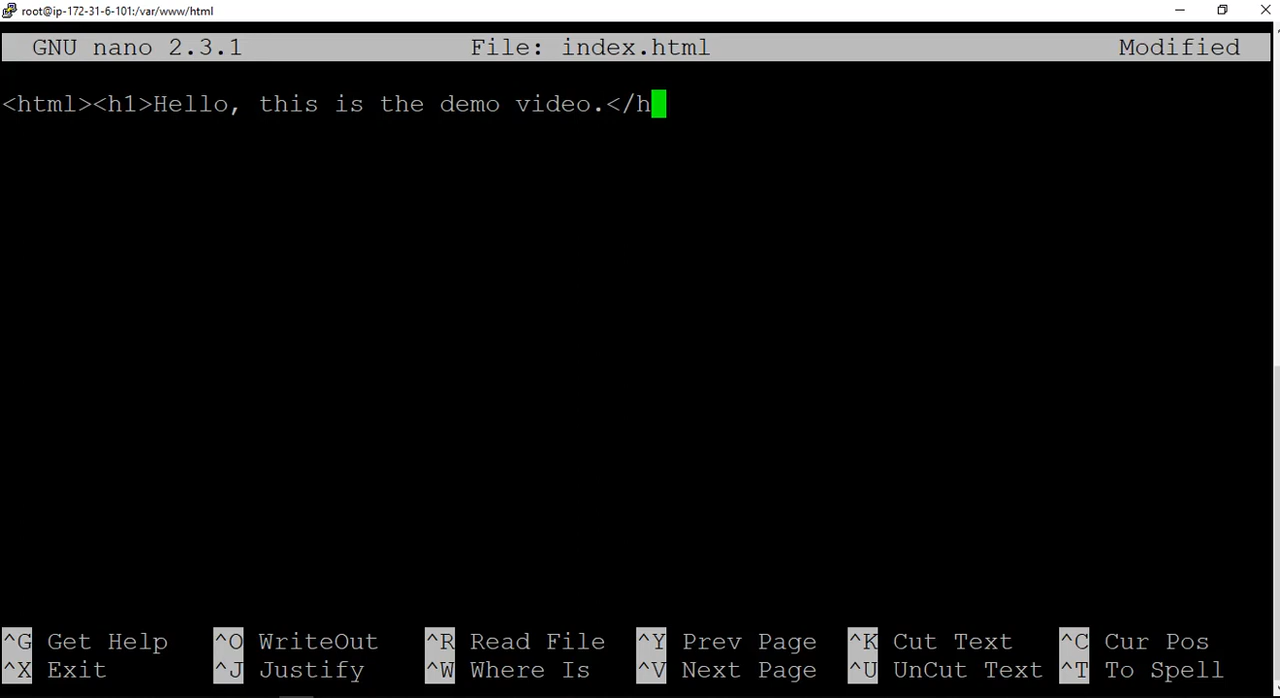 root@ip-172-31-6-101:/var/www/html
GNU nano 2.3.1 File: index.html Modified
<html><h1>Hello, this is the demo video.</h
^G Get Help ^O WriteOut ^R Read File ^Y Prev Page ^K Cut Text ^C Cur Pos
^X Exit ^J Justify ^W Where Is ^V Next Page ^U UnCut Text ^T To Spell